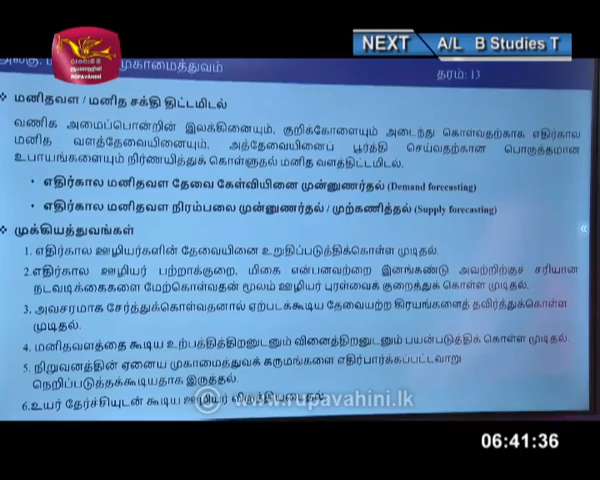 NEXT A/L B Studies T
RUPAVAHINI
முகாமைத்துவம்
தரம்: 13
❖ மனிதவள / மனித சக்தி திட்டமிடல்
வணிக அமைப்பொன்றின் இலக்கினையும், குறிக்கோளையும் அடைந்து கொள்வதற்காக எதிர்கால
மனித வளத்தேவையினையும், அத்தேவையினைப் பூர்த்தி செய்வதற்கான பொருத்தமான
உபாயங்களையும் நிர்ணயித்துக் கொள்ளுதல் மனித வளத்திட்டமிடல்.
• எதிர்கால மனிதவள தேவை கேள்வியினை முன்னுணர்தல் (Demand forecasting)
• எதிர்கால மனிதவள நிரம்பலை முன்னுணர்தல் / முற்கணித்தல் (Supply forecasting)
❖ முக்கியத்துவங்கள்
1. எதிர்கால ஊழியர்களின் தேவையினை உறுதிப்படுத்திக்கொள்ள முடிதல்.
2.எதிர்கால ஊழியர் பற்றாக்குறை, மிகை என்பனவற்றை இனங்கண்டு அவற்றிற்குச் சரியான
நடவடிக்கைகளை மேற்கொள்வதன் மூலம் ஊழியர் புரள்வைக் குறைத்துக் கொள்ள முடிதல்.
3. அவசரமாக சேர்த்துக்கொள்வதனால் ஏற்படக்கூடிய தேவையற்ற கிரயங்களைத் தவிர்த்துக்கொள்ள
முடிதல்.
4. மனிதவளத்தை கூடிய உற்பத்தித்திறனுடனும் வினைத்திறனுடனும் பயன்படுத்திக் கொள்ள முடிதல்.
5. நிறுவனத்தின் ஏனைய முகாமைத்துவக் கருமங்களை எதிர்பார்க்கப்பட்டவாறு
நெறிப்படுத்தக்கூடியதாக இருத்தல்
6.உயர் தேர்ச்சியுடன் கூடிய ஊழியர் விருத்தியடைதல்
© www.rupavahini.lk
06:41:36